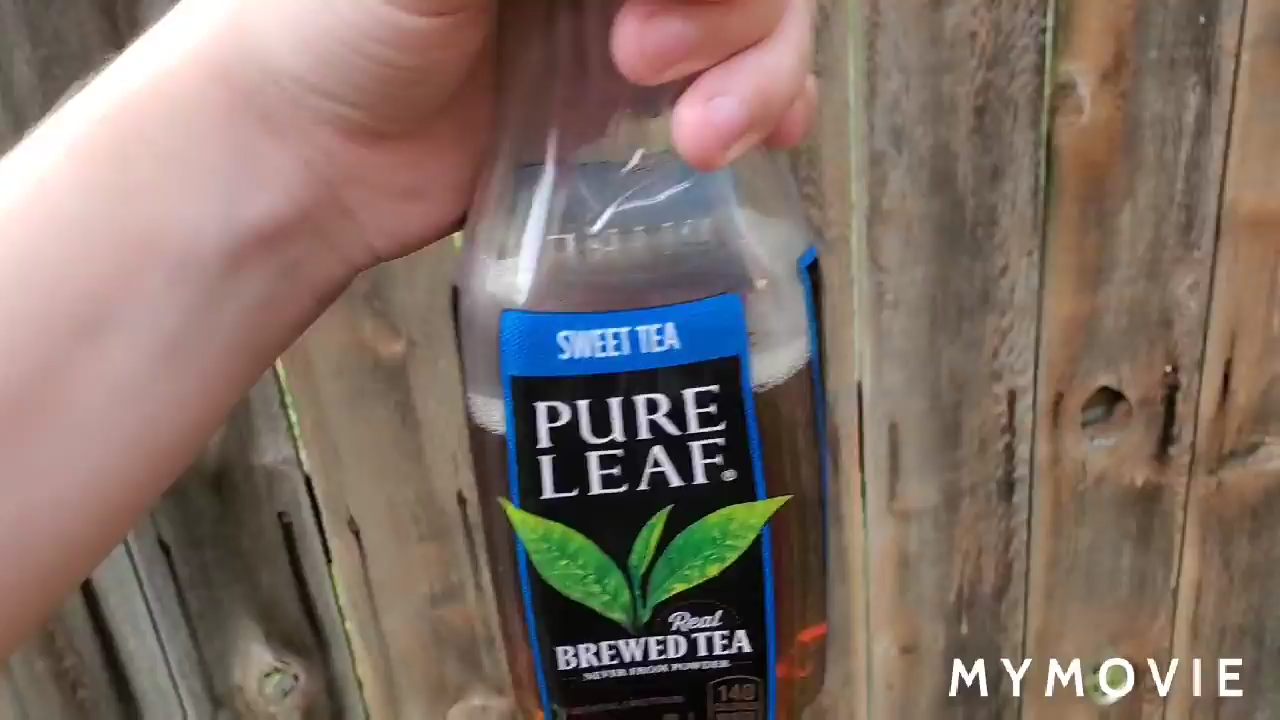 SWEET TEA
PURE
LEAF®
Real
BREWED TEA
NEVER FROM POWDER
140
MYMOVIE